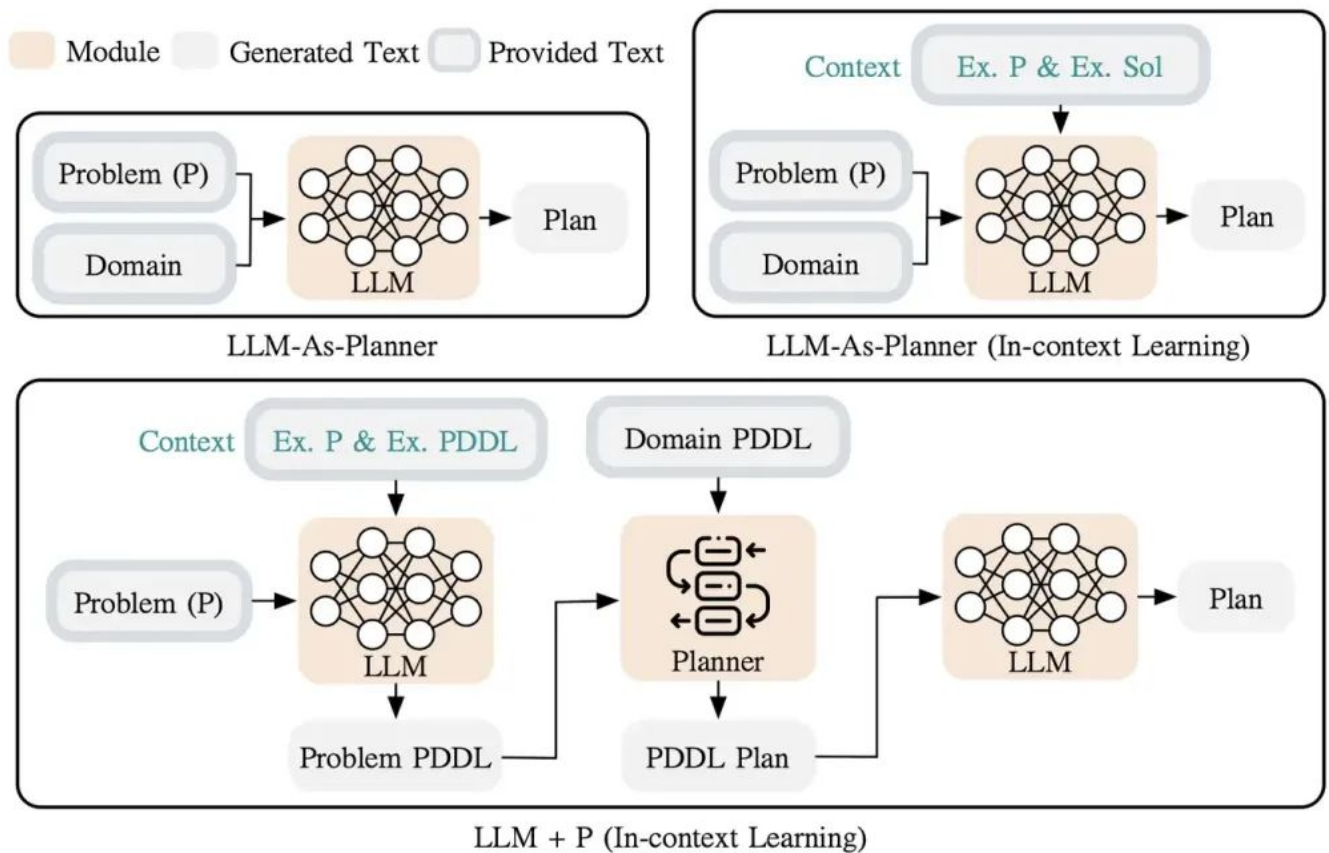 Module
Generated Text
Provided Text
Problem (P)
Domain
LLM
Plan
LLM-As-Planner
Context
Ex. P & Ex. Sol
Problem (P)
Domain
LLM
Plan
LLM-As-Planner (In-context Learning)
Context
Ex. P & Ex. PDDL
Domain PDDL
Problem (P)
LLM
Planner
LLM
Plan
Problem PDDL
PDDL Plan
LLM + P (In-context Learning)